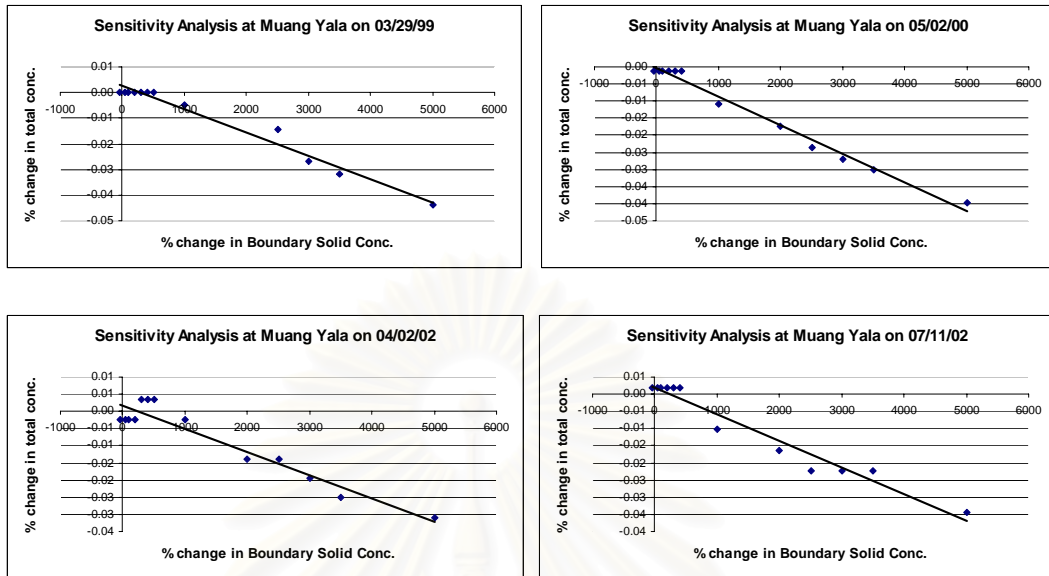 Sensitivity Analysis at Muang Yala on 03/29/99
0.01
0.00
-0.01
-0.02
-0.03
-0.04
-0.05
-1000 0 1000 2000 3000 4000 5000 6000
% change in Boundary Solid Conc.
% change in total conc.
Sensitivity Analysis at Muang Yala on 05/02/00
0.00
-0.01
-0.01
-0.02
-0.02
-0.03
-0.03
-0.04
-0.04
-0.05
-1000 0 1000 2000 3000 4000 5000 6000
% change in Boundary Solid Conc.
% change in total conc.
Sensitivity Analysis at Muang Yala on 04/02/02
0.01
0.01
0.00
-0.01
-0.01
-0.02
-0.02
-0.03
-0.03
-0.04
-1000 0 1000 2000 3000 4000 5000 6000
% change in Boundary Solid Conc.
% change in total conc.
Sensitivity Analysis at Muang Yala on 07/11/02
0.01
0.00
-0.01
-0.01
-0.02
-0.02
-0.03
-0.03
-0.04
-0.04
-1000 0 1000 2000 3000 4000 5000 6000
% change in Boundary Solid Conc.
% change in total conc.